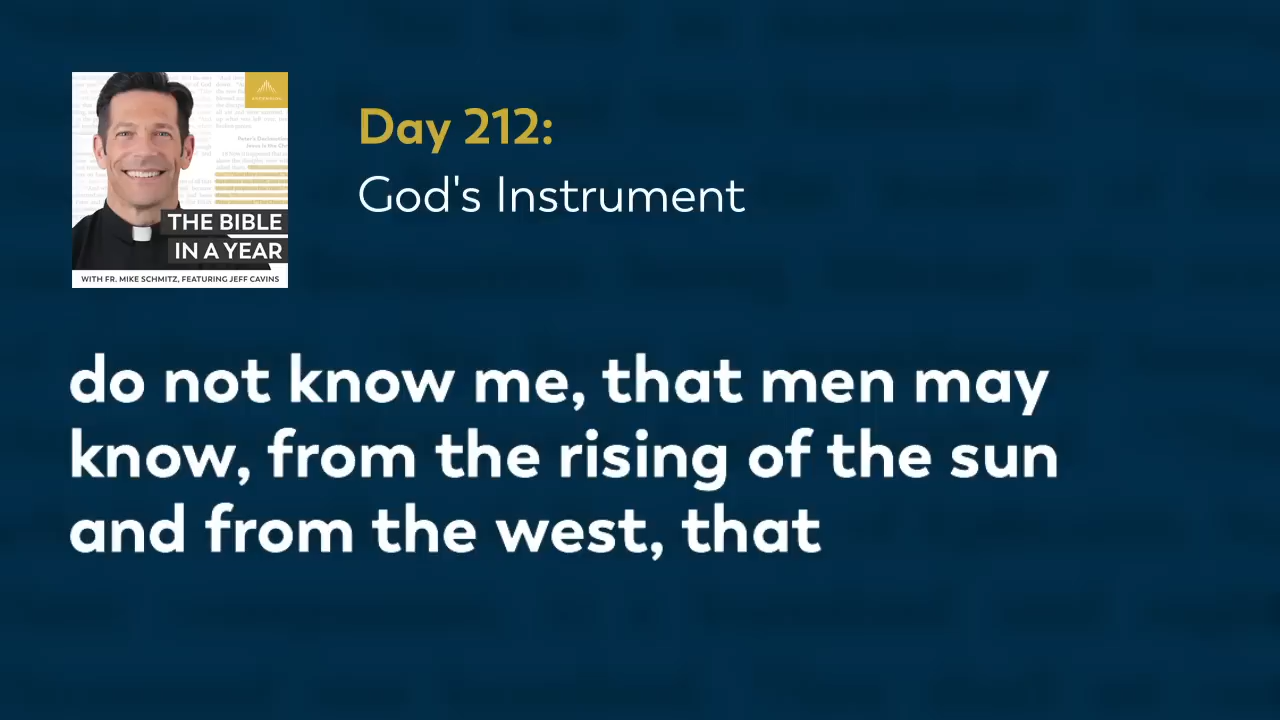 Day 212:
God's Instrument
THE BIBLE
IN A YEAR
WITH FR. MIKE SCHMITZ, FEATURING JEFF CAVINS
do not know me, that men may
know, from the rising of the sun
and from the west, that